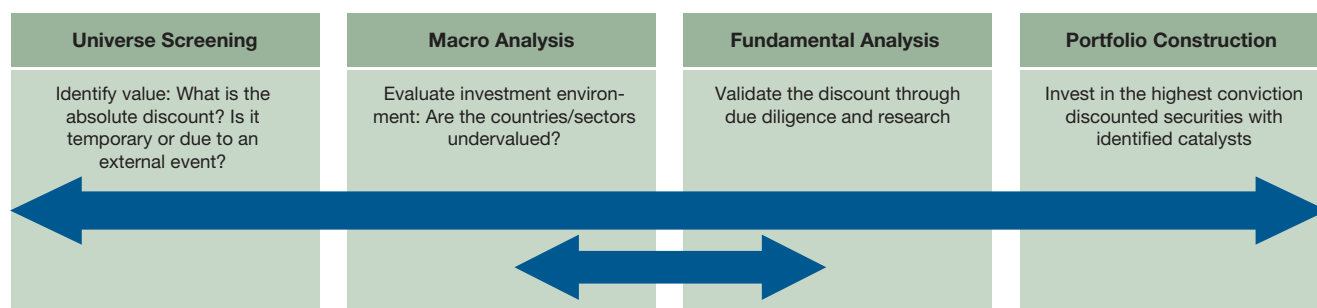 Universe Screening
Identify value: What is the
absolute discount? Is it
temporary or due to an
external event?
Macro Analysis
Evaluate investment environ-
ment: Are the countries/sectors
undervalued?
Fundamental Analysis
Validate the discount through
due diligence and research
Portfolio Construction
Invest in the highest conviction
discounted securities with
identified catalysts